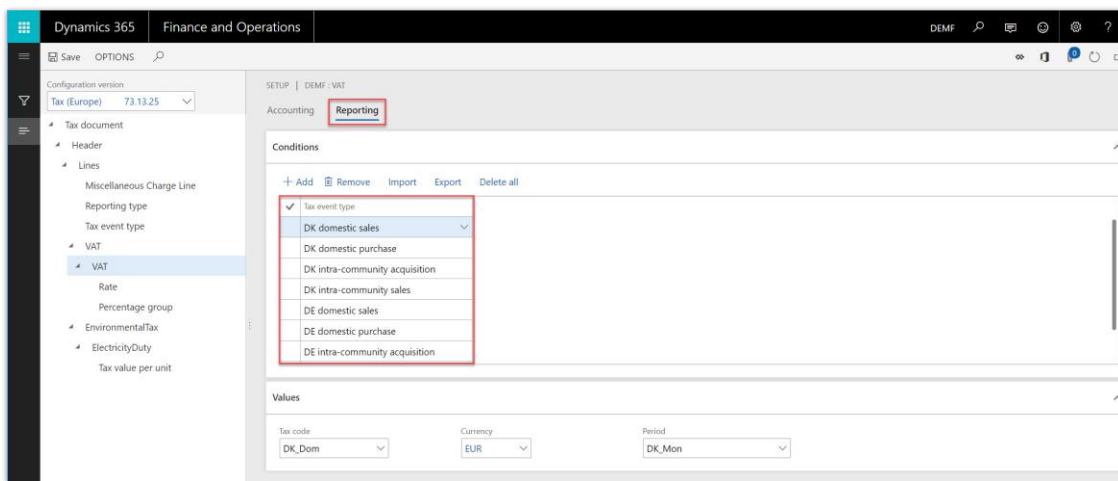 Dynamics 365 Finance and Operations DEMF ?
Save OPTIONS 0
Configuration version
Tax (Europe) 73.13.25
Tax document
Header
Lines
Miscellaneous Charge Line
Reporting type
Tax event type
VAT
VAT
Rate
Percentage group
EnvironmentalTax
ElectricityDuty
Tax value per unit
SETUP | DEMF : VAT
Accounting Reporting
Conditions
+ Add Remove Import Export Delete all
Tax event type
DK domestic sales
DK domestic purchase
DK intra-community acquisition
DK intra-community sales
DE domestic sales
DE domestic purchase
DE intra-community acquisition
Values
Tax code Currency Period
DK_Dom EUR DK_Mon